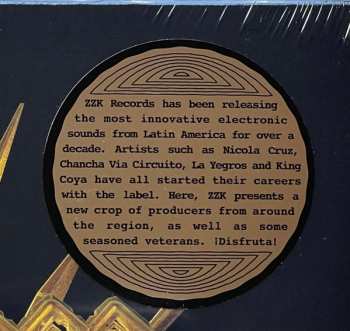 ZZK Records has been releasing
the most innovative electronic
sounds from Latin America for over a
decade. Artists such as Nicola Cruz,
Chancha Via Circuito, La Yegros and King
Coya have all started their careers
with the label. Here, ZZK presents a
new crop of producers from around
the region, as well as some
seasoned veterans. ¡Disfruta!